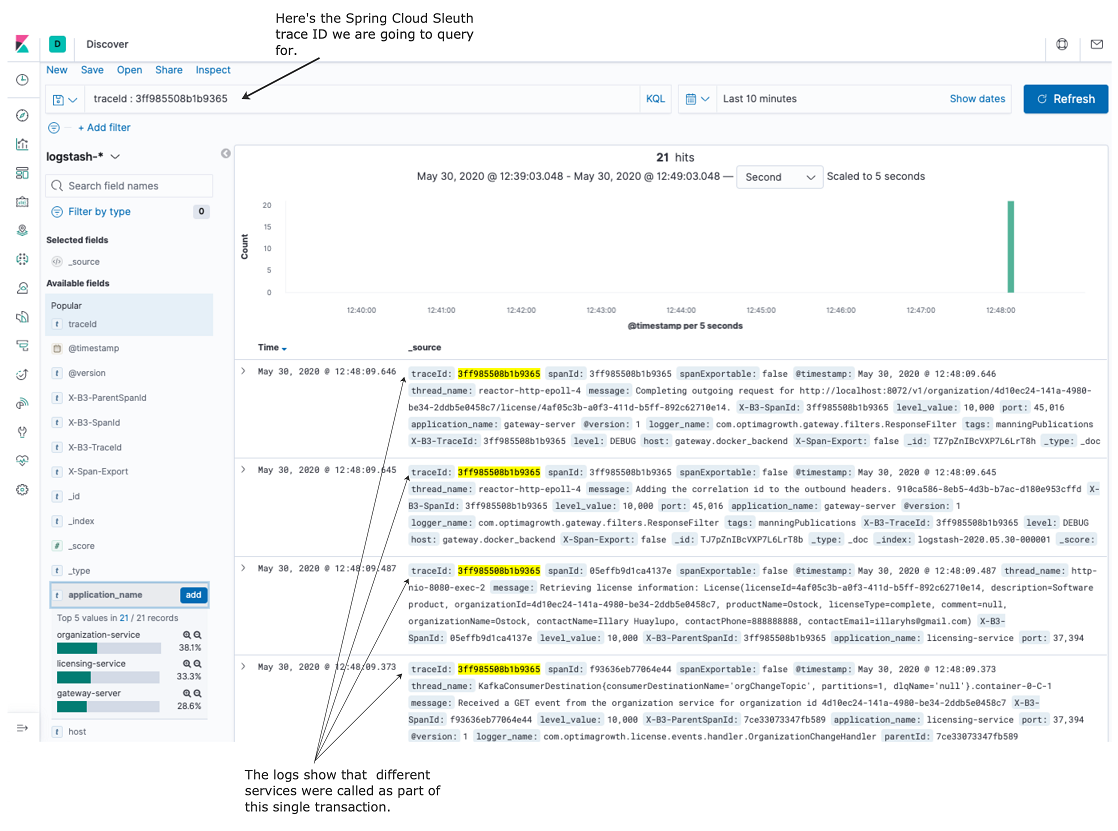 Here's the Spring Cloud Sleuth
trace ID we are going to query
for.
D Discover
New Save Open Share Inspect
traceId : 3ff985508b1b9365 KQL Last 10 minutes Show dates Refresh
+ Add filter
logstash-*
Search field names
Filter by type 0
Selected fields
_source
Available fields
Popular
t traceId
@timestamp
t @version
t X-B3-ParentSpanId
t X-B3-SpanId
t X-B3-TraceId
t X-Span-Export
t _id
t _index
# _score
t _type
t application_name add
Top 5 values in 21 / 21 records
organization-service
38.1%
licensing-service
33.3%
gateway-server
28.6%
t host
21 hits
May 30, 2020 @ 12:39:03.048 - May 30, 2020 @ 12:49:03.048 — Second Scaled to 5 seconds
Count
20
15
10
5
0
12:40:00 12:41:00 12:42:00 12:43:00 12:44:00 12:45:00 12:46:00 12:47:00 12:48:00
@timestamp per 5 seconds
Time _source
May 30, 2020 @ 12:48:09.646 traceId: 3ff985508b1b9365 spanId: 3ff985508b1b9365 spanExportable: false @timestamp: May 30, 2020 @ 12:48:09.646
thread_name: reactor-http-epoll-4 message: Completing outgoing request for http://localhost:8072/v1/organization/4d10ec24-141a-4980-
be34-2ddb5e0458c7/license/4af05c3b-a0f3-411d-b5ff-892c62710e14. X-B3-SpanId: 3ff985508b1b9365 level_value: 10,000 port: 45,016
application_name: gateway-server @version: 1 logger_name: com.optimagrowth.gateway.filters.ResponseFilter tags: manningPublications
X-B3-TraceId: 3ff985508b1b9365 level: DEBUG host: gateway.docker_backend X-Span-Export: false _id: TZ7pZnIBcVXP7L6LrT8h _type: _doc
May 30, 2020 @ 12:48:09.645 traceId: 3ff985508b1b9365 spanId: 3ff985508b1b9365 spanExportable: false @timestamp: May 30, 2020 @ 12:48:09.645
thread_name: reactor-http-epoll-4 message: Adding the correlation id to the outbound headers. 910ca586-8eb5-4d3b-b7ac-d180e953cffd X-
B3-SpanId: 3ff985508b1b9365 level_value: 10,000 port: 45,016 application_name: gateway-server @version: 1
logger_name: com.optimagrowth.gateway.filters.ResponseFilter tags: manningPublications X-B3-TraceId: 3ff985508b1b9365 level: DEBUG
host: gateway.docker_backend X-Span-Export: false _id: TJ7pZnIBcVXP7L6LrT8b _type: _doc _index: logstash-2020.05.30-000001 _score:
May 30, 2020 @ 12:48:09.487 traceId: 3ff985508b1b9365 spanId: 05effb9d1ca4137e spanExportable: false @timestamp: May 30, 2020 @ 12:48:09.487 thread_name: http-
nio-8080-exec-2 message: Retrieving license information: License(licenseId=4af05c3b-a0f3-411d-b5ff-892c62710e14, description=Software
product, organizationId=4d10ec24-141a-4980-be34-2ddb5e0458c7, productName=Ostock, licenseType=complete, comment=null,
organizationName=Ostock, contactName=Illary Huaylupo, contactPhone=888888888, contactEmail=illaryhs@gmail.com) X-B3-
SpanId: 05effb9d1ca4137e level_value: 10,000 X-B3-ParentSpanId: 3ff985508b1b9365 application_name: licensing-service port: 37,394
May 30, 2020 @ 12:48:09.373 traceId: 3ff985508b1b9365 spanId: f93636eb77064e44 spanExportable: false @timestamp: May 30, 2020 @ 12:48:09.373
thread_name: KafkaConsumerDestination{consumerDestinationName='orgChangeTopic', partitions=1, dlqName='null'}.container-0-C-1
message: Received a GET event from the organization service for organization id 4d10ec24-141a-4980-be34-2ddb5e0458c7 X-B3-
SpanId: f93636eb77064e44 level_value: 10,000 X-B3-ParentSpanId: 7ce33073347fb589 application_name: licensing-service port: 37,394
@version: 1 logger_name: com.optimagrowth.license.events.handler.OrganizationChangeHandler parentId: 7ce33073347fb589
The logs show that different
services were called as part of
this single transaction.